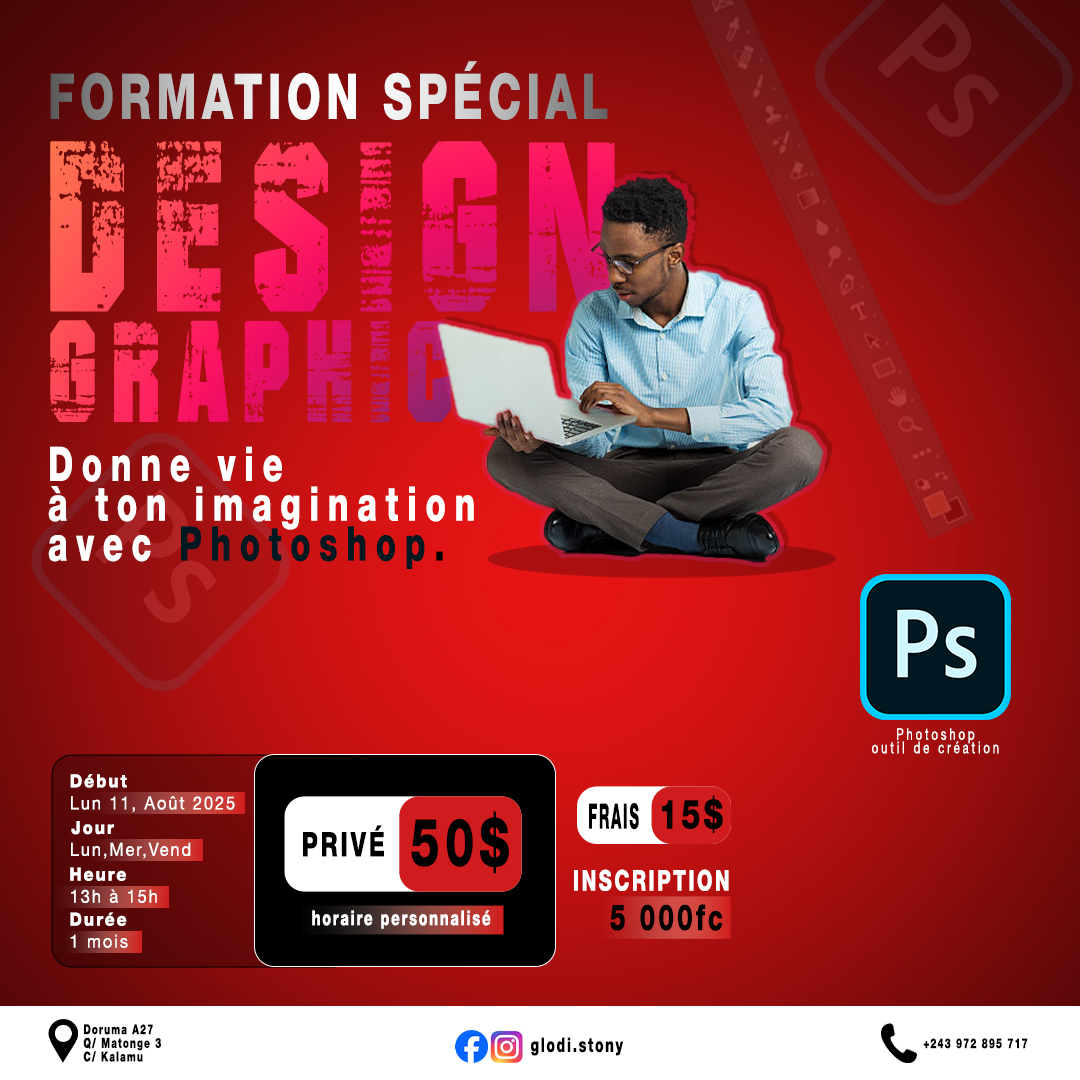 FORMATION SPÉCIAL
DESIGN
GRAPHIC
Donne vie
à ton imagination
avec Photoshop.
Ps
Ps
Ps
Photoshop
outil de création
Début
Lun 11, Août 2025
Jour
Lun,Mer,Vend
Heure
13h à 15h
Durée
1 mois
PRIVÉ 50$
horaire personnalisé
FRAIS 15$
INSCRIPTION
5 000fc
Doruma A27
Q/ Matonge 3
C/ Kalamu
glodi.stony
+243 972 895 717